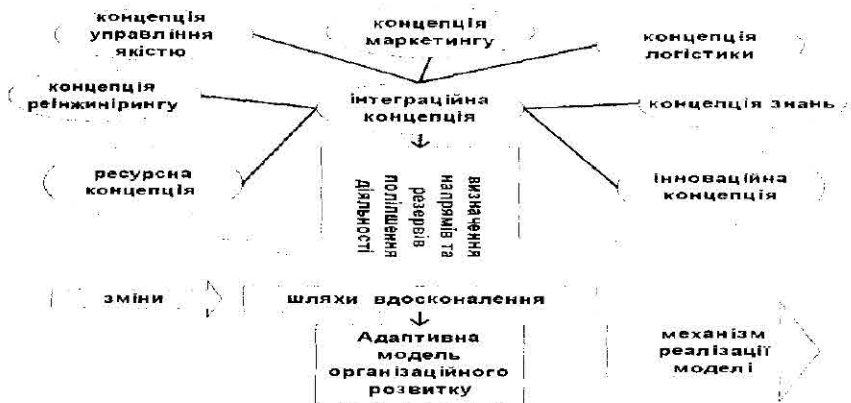 концепція
управління
якістю
концепція
маркетингу
концепція
логістики
концепція
реінжинірингу
інтеграційна
концепція
концепція знань
ресурсна
концепція
інноваційна
концепція
визначення
напрямів та
резервів
поліпшення
діяльності
зміни
шляхи вдосконалення
Адаптивна
модель
організаційного
розвитку
механізм
реалізації
моделі